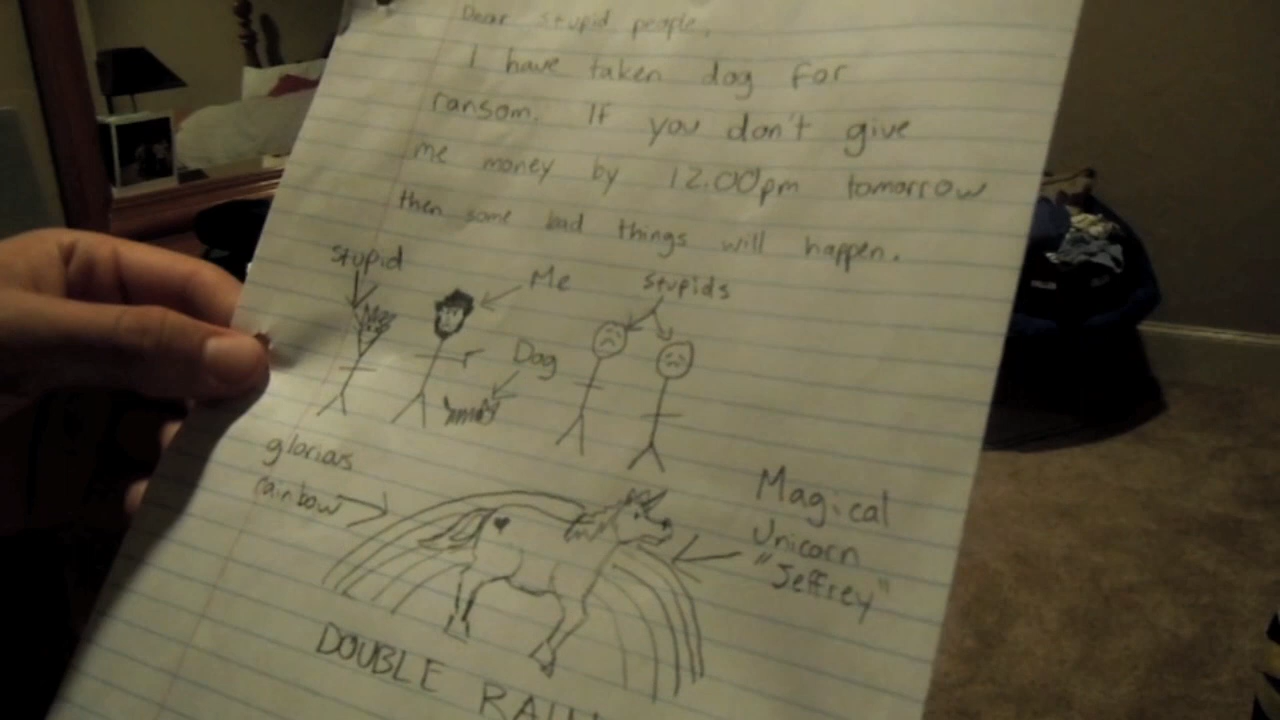 Dear stupid people,
I have taken dog for
ransom. If you don't give
me money by 12.00pm tomorrow
then some bad things will happen.
stupid
Me
stupids
Dog
glorious
rainbow
Magical
Unicorn
"Jeffrey"
DOUBLE